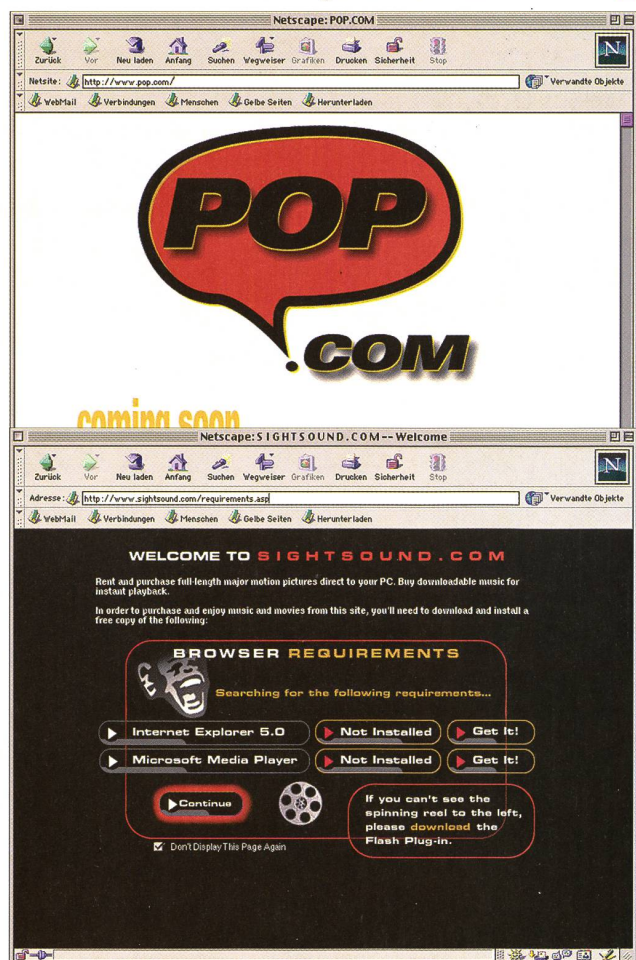 Netscape: POP.COM
Zurück Vor Neu laden Anfang Suchen Wegweiser Grafiken Drucken Sicherheit Stop
N
Netsite: http://www.pop.com/ Verwandte Objekte
WebMail Verbindungen Menschen Gelbe Seiten Herunterladen
POP
.COM
coming soon
Netscape: SIGHTSOUND.COM -- Welcome
Zurück Vor Neu laden Anfang Suchen Wegweiser Grafiken Drucken Sicherheit Stop
N
Adresse: http://www.sightsound.com/requirements.asp Verwandte Objekte
WebMail Verbindungen Menschen Gelbe Seiten Herunterladen
WELCOME TO SIGHTSOUND.COM
Rent and purchase full-length major motion pictures direct to your PC. Buy downloadable music for
instant playback.
In order to purchase and enjoy music and movies from this site, you'll need to download and install a
free copy of the following:
BROWSER REQUIREMENTS
Searching for the following requirements...
Internet Explorer 5.0 Not Installed Get It!
Microsoft Media Player Not Installed Get It!
Continue
If you can't see the
spinning reel to the left,
please download the
Flash Plug-in.
Don't Display This Page Again